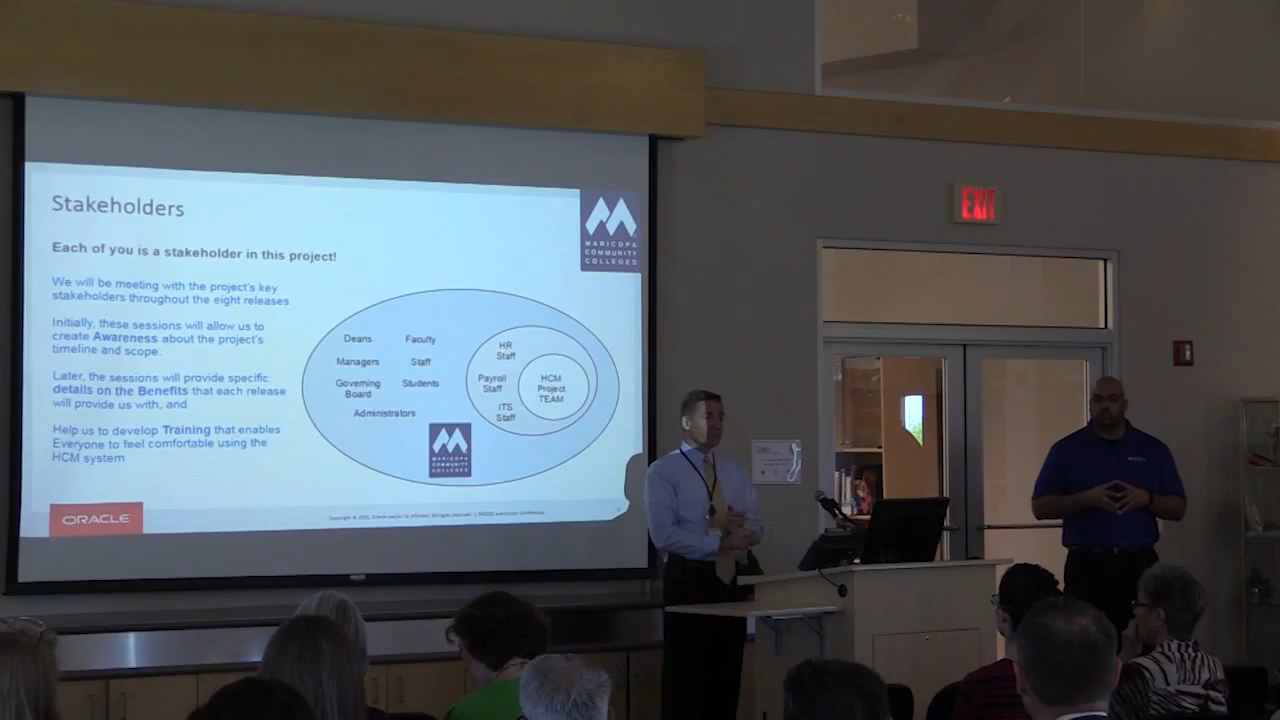 Stakeholders
MARICOPA
COMMUNITY
COLLEGES
Each of you is a stakeholder in this project!
We will be meeting with the project's key
stakeholders throughout the eight releases
Initially, these sessions will allow us to
create Awareness about the project's
timeline and scope:
Later, the sessions will provide specific
details on the Benefits that each release
will provide us with, and
Help us to develop Training that enables
Everyone to feel comfortable using the
HCM system
Deans
Faculty
Managers
Staff
Governing
Board
Students
Administrators
HR
Staff
Payroll
Staff
ITS
Staff
HCM
Project
TEAM
MARICOPA
COMMUNITY
COLLEGES
ORACLE
EXIT